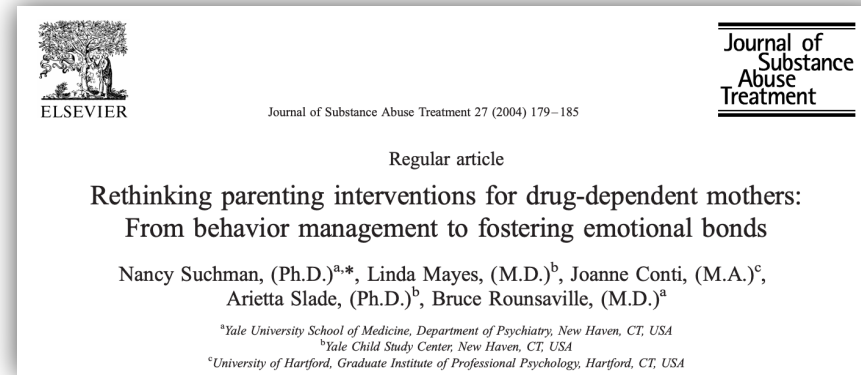 ELSEVIER
Journal of Substance Abuse Treatment 27 (2004) 179–185
Journal of
Substance
Abuse
Treatment
Regular article
Rethinking parenting interventions for drug-dependent mothers:
From behavior management to fostering emotional bonds
Nancy Suchman, (Ph.D.)a,*, Linda Mayes, (M.D.)b, Joanne Conti, (M.A.)c,
Arietta Slade, (Ph.D.)b, Bruce Rounsaville, (M.D.)a
aYale University School of Medicine, Department of Psychiatry, New Haven, CT, USA
bYale Child Study Center, New Haven, CT, USA
cUniversity of Hartford, Graduate Institute of Professional Psychology, Hartford, CT, USA